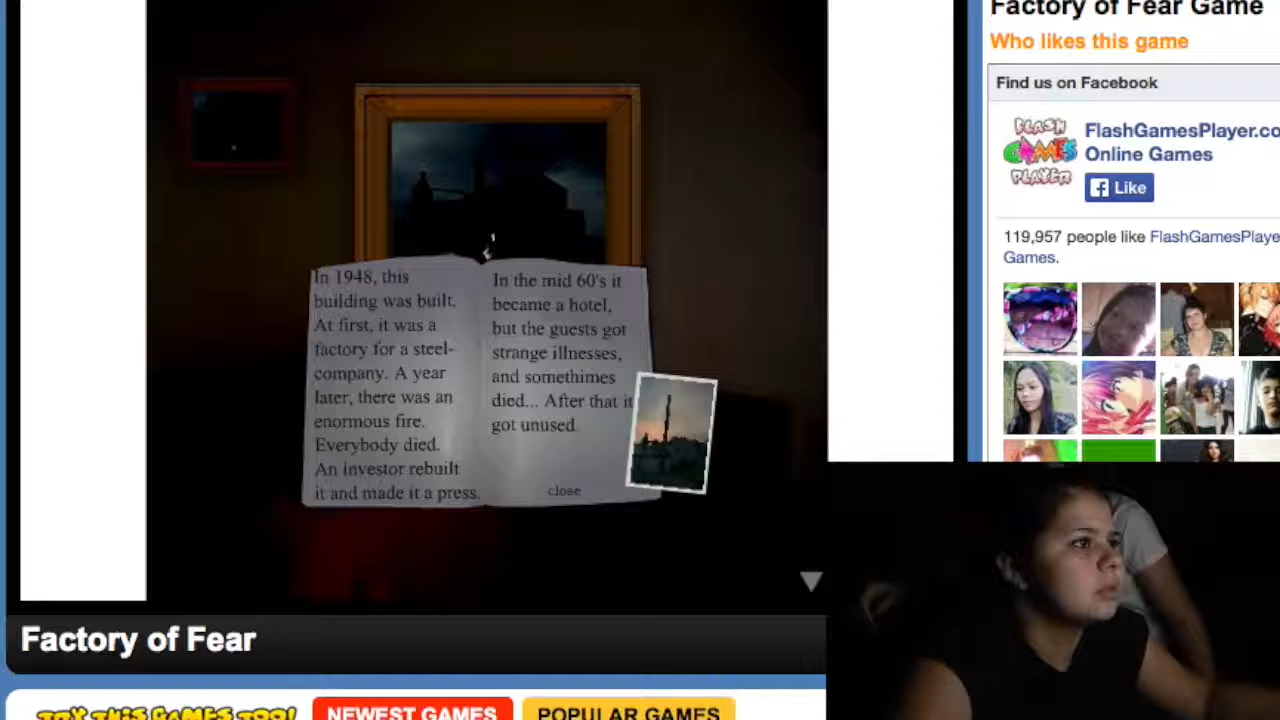 Factory of Fear Game
Who likes this game
Find us on Facebook
FLASH
GAMES
PLAYER
FlashGamesPlayer.co
Online Games
Like
119,957 people like FlashGamesPlaye
Games.
In 1948, this
building was built.
At first, it was a
factory for a steel-
company. A year
later, there was an
enormous fire.
Everybody died.
An investor rebuilt
it and made it a press.
In the mid 60's it
became a hotel,
but the guests got
strange illnesses,
and somethimes
died... After that it
got unused.
close
Factory of Fear
TRY THIS GAMES TOO!
NEWEST GAMES
POPULAR GAMES